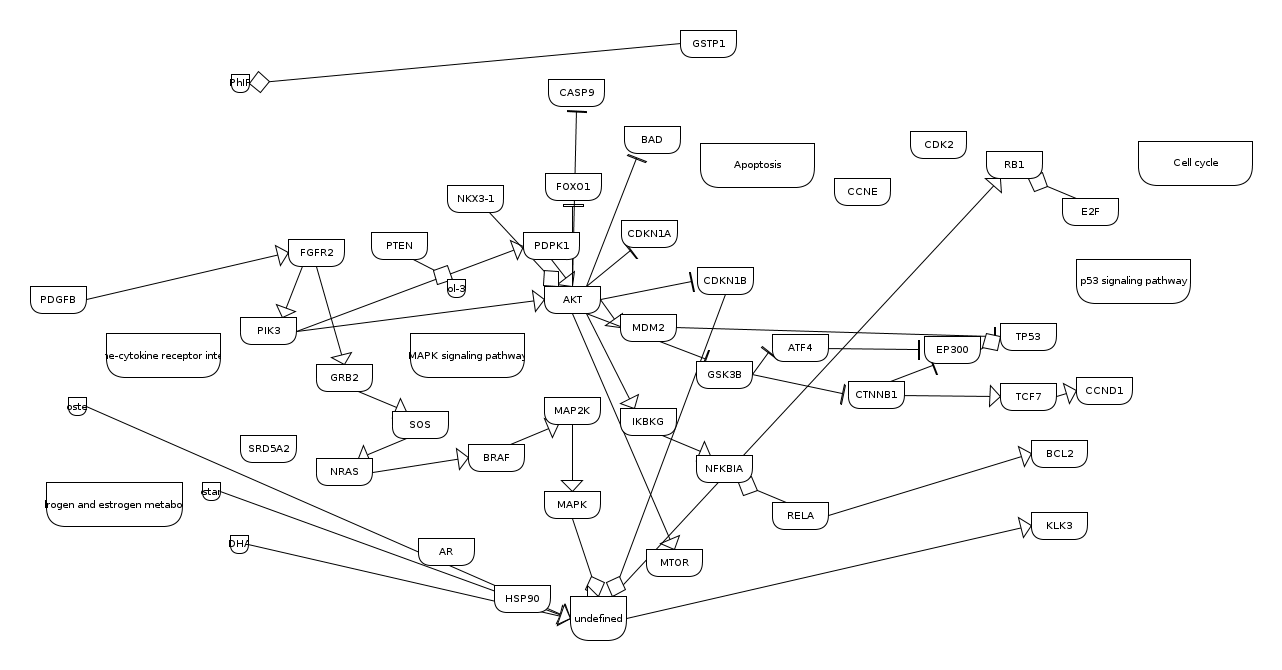 GSTP1
PhIP
CASP9
BAD
CDK2
Apoptosis
RB1
Cell cycle
FOXO1
CCNE
NKX3-1
E2F
CDKN1A
PTEN
PDPK1
FGFR2
CDKN1B
p53 signaling pathway
ol-3
PDGFB
AKT
PIK3
MDM2
TP53
ATF4
EP300
ne-cytokine receptor inte
MAPK signaling pathway
GSK3B
GRB2
CTNNB1
TCF7
CCND1
oste
MAP2K
SOS
IKBKG
SRD5A2
BRAF
BCL2
NRAS
NFKBIA
star
rogen and estrogen metabo
MAPK
RELA
KLK3
DHA
AR
MTOR
HSP90
undefined